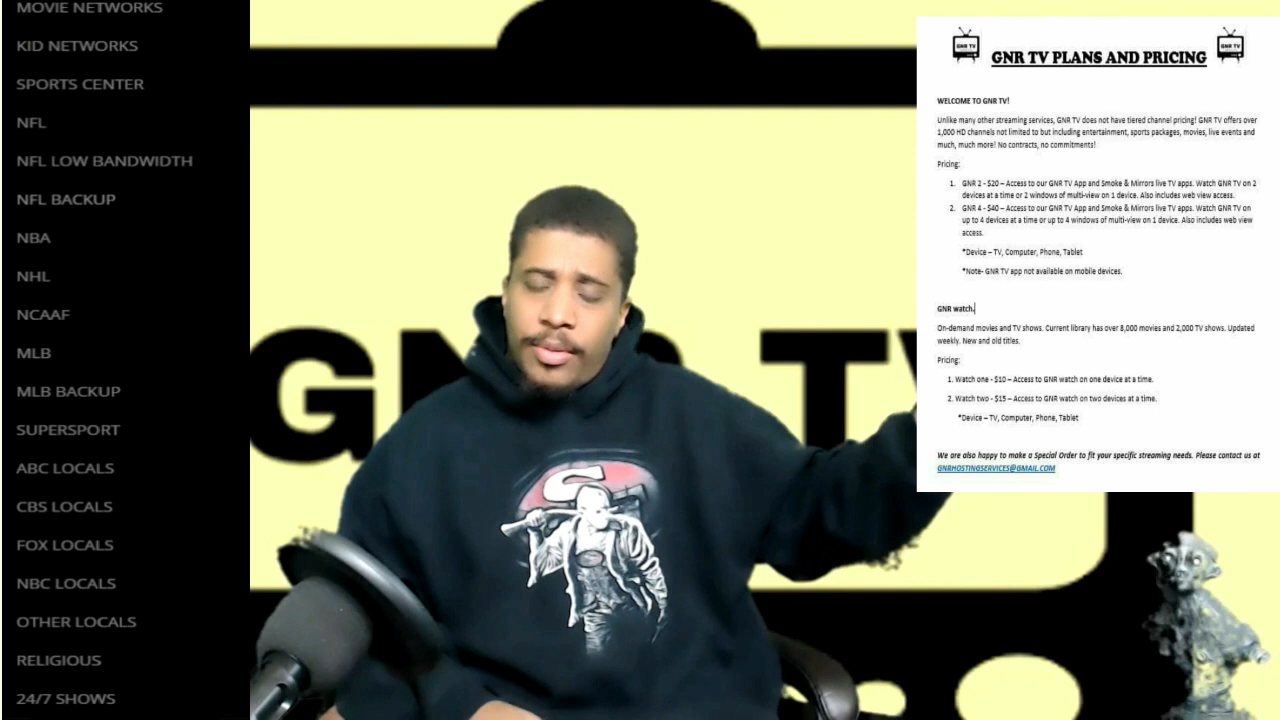 MOVIE NETWORKS
KID NETWORKS
SPORTS CENTER
NFL
NFL LOW BANDWIDTH
NFL BACKUP
NBA
NHL
NCAAF
MLB
MLB BACKUP
SUPERSPORT
ABC LOCALS
CBS LOCALS
FOX LOCALS
NBC LOCALS
OTHER LOCALS
RELIGIOUS
24/7 SHOWS
GNR TV
GNR TV
GNR TV PLANS AND PRICING
GNR TV
WELCOME TO GNR TV!
Unlike many other streaming services, GNR TV does not have tiered channel pricing! GNR TV offers over
1,000 HD channels not limited to but including entertainment, sports packages, movies, live events and
much, much more! No contracts, no commitments!
Pricing:
1. GNR 2 - $20 – Access to our GNR TV App and Smoke & Mirrors live TV apps. Watch GNR TV on 2
devices at a time or 2 windows of multi-view on 1 device. Also includes web view access.
2. GNR 4 - $40 – Access to our GNR TV App and Smoke & Mirrors live TV apps. Watch GNR TV on
up to 4 devices at a time or up to 4 windows of multi-view on 1 device. Also includes web view
access.
*Device – TV, Computer, Phone, Tablet
*Note- GNR TV app not available on mobile devices.
GNR watch.
On-demand movies and TV shows. Current library has over 8,000 movies and 2,000 TV shows. Updated
weekly. New and old titles.
Pricing:
1. Watch one - $10 – Access to GNR watch on one device at a time.
2. Watch two - $15 – Access to GNR watch on two devices at a time.
*Device – TV, Computer, Phone, Tablet
We are also happy to make a Special Order to fit your specific streaming needs. Please contact us at
GNRHOSTINGSERVICES@GMAIL.COM